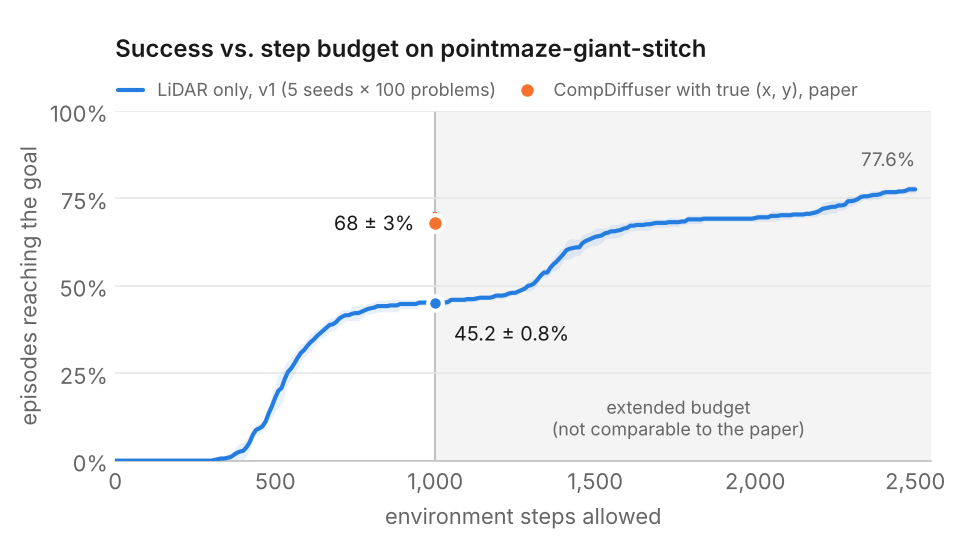 Success vs. step budget on pointmaze-giant-stitch
LiDAR only, v1 (5 seeds × 100 problems)
CompDiffuser with true (x, y), paper
100%
75%
50%
25%
0%
episodes reaching the goal
77.6%
68 ± 3%
45.2 ± 0.8%
extended budget
(not comparable to the paper)
0
500
1,000
1,500
2,000
2,500
environment steps allowed